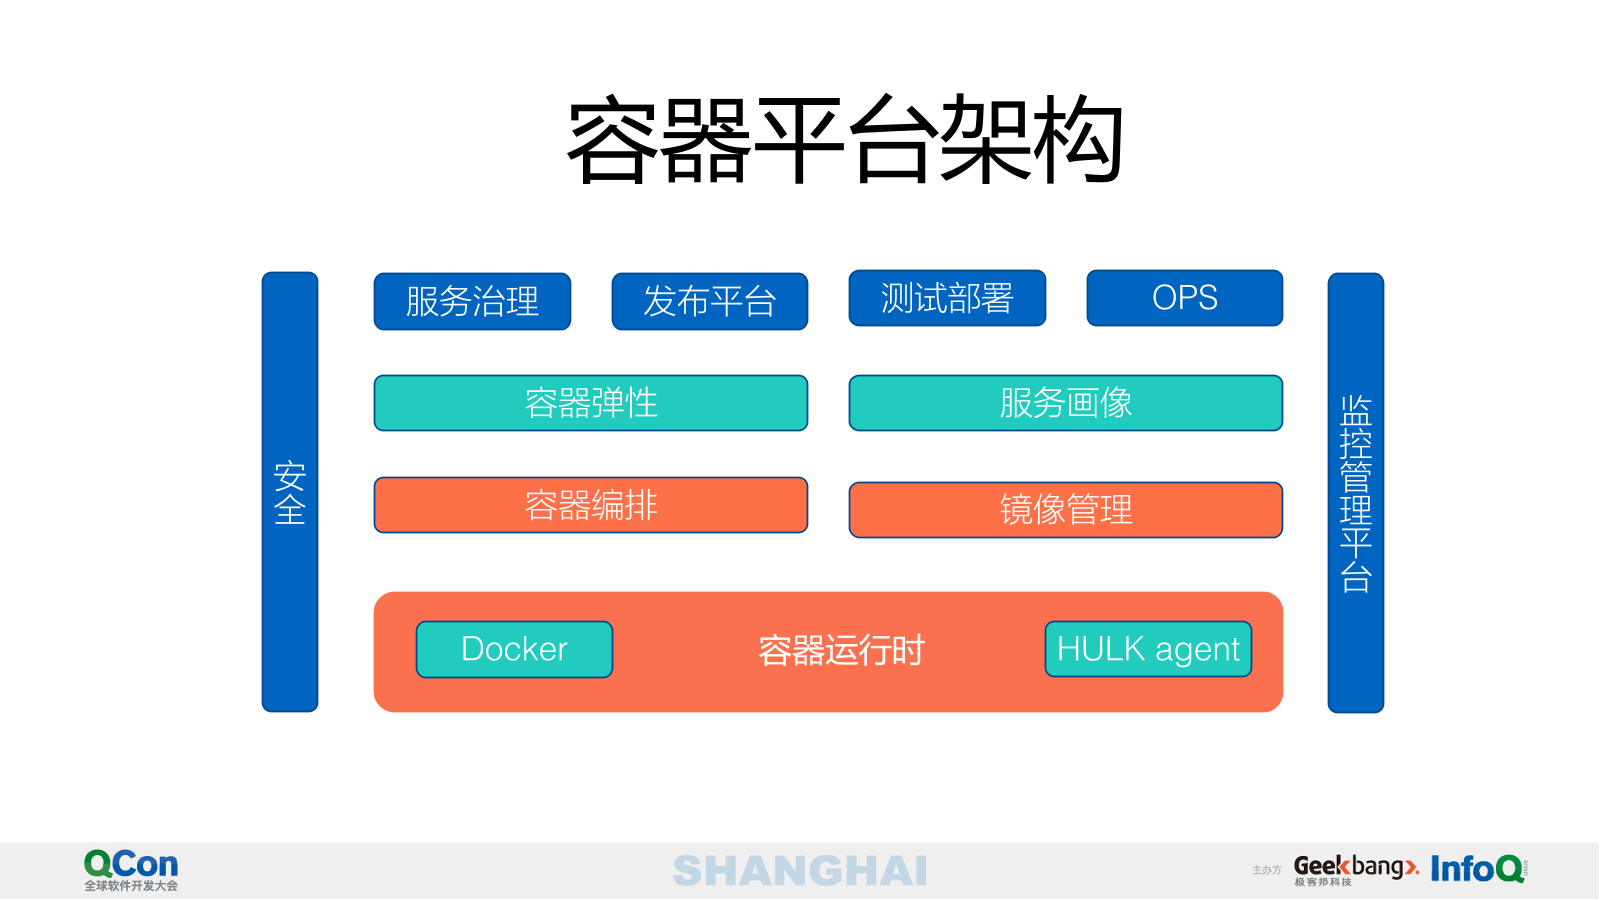 容器平台架构
服务治理
发布平台
测试部署
OPS
容器弹性
服务画像
安全
监控管理平台
容器编排
镜像管理
Docker
容器运行时
HULK agent
QCon
全球软件开发大会
SHANGHAI
主办方
Geekbang
极客邦科技
InfoQ